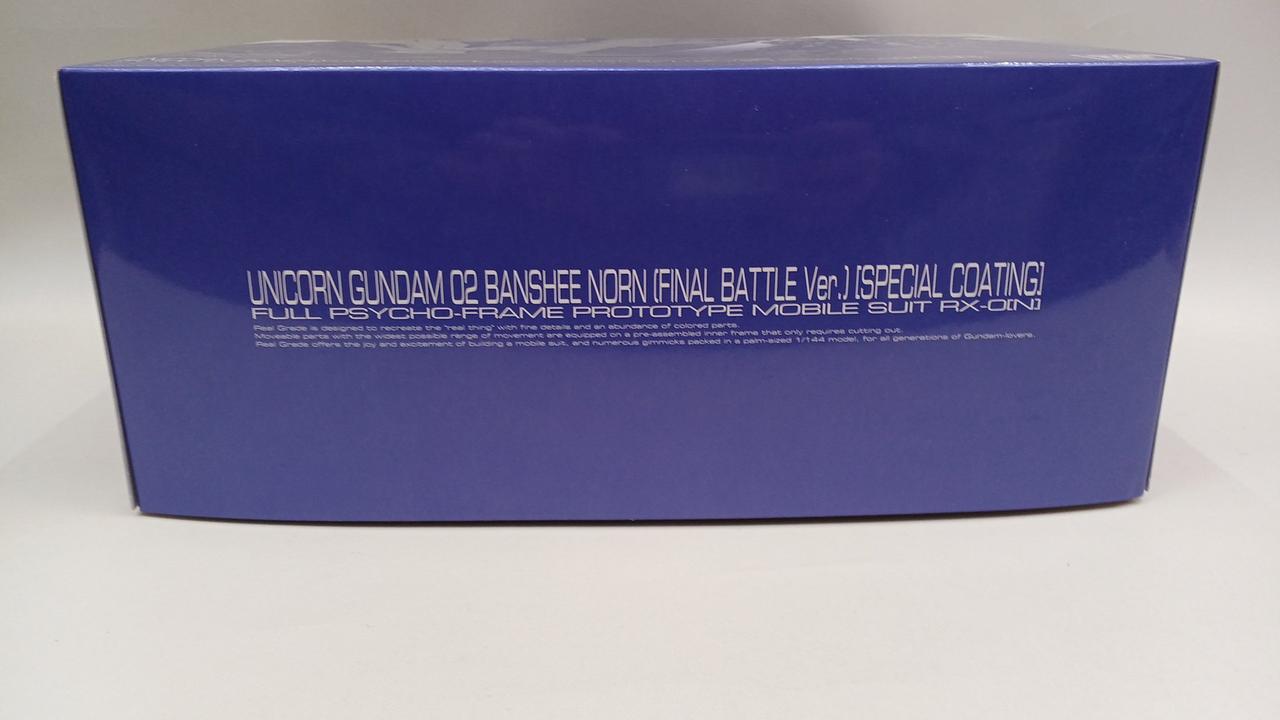 UNICORN GUNDAM 02 BANSHEE NORN (FINAL BATTLE Ver.) [SPECIAL COATING]
FULL PSYCHO-FRAME PROTOTYPE MOBILE SUIT RX-0[N]
Real Grade is designed to recreate the "real thing" with fine details and an abundance of colored parts.
Moveable parts with the widest possible range of movement are equipped on a pre-assembled inner frame that only requires cutting out.
Real Grade offers the joy and excitement of building a mobile suit, and numerous gimmicks packed in a palm-sized 1/144 model, for all generations of Gundam-lovers.